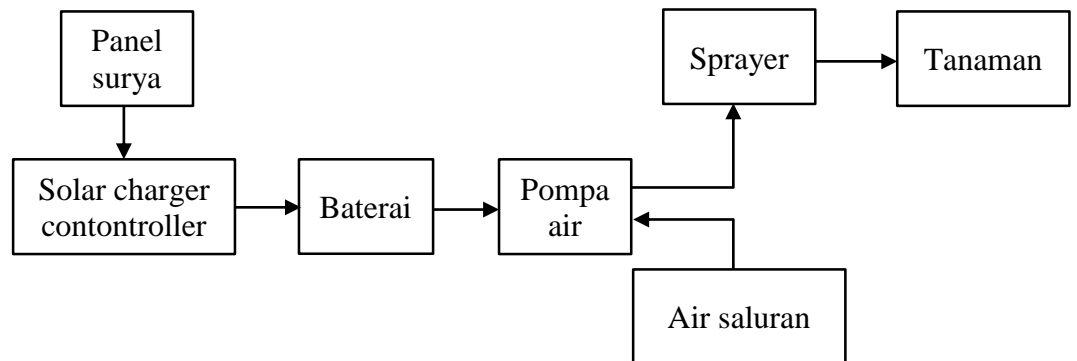 Panel
surya
Sprayer
Tanaman
Solar charger
contontroller
Baterai
Pompa
air
Air saluran